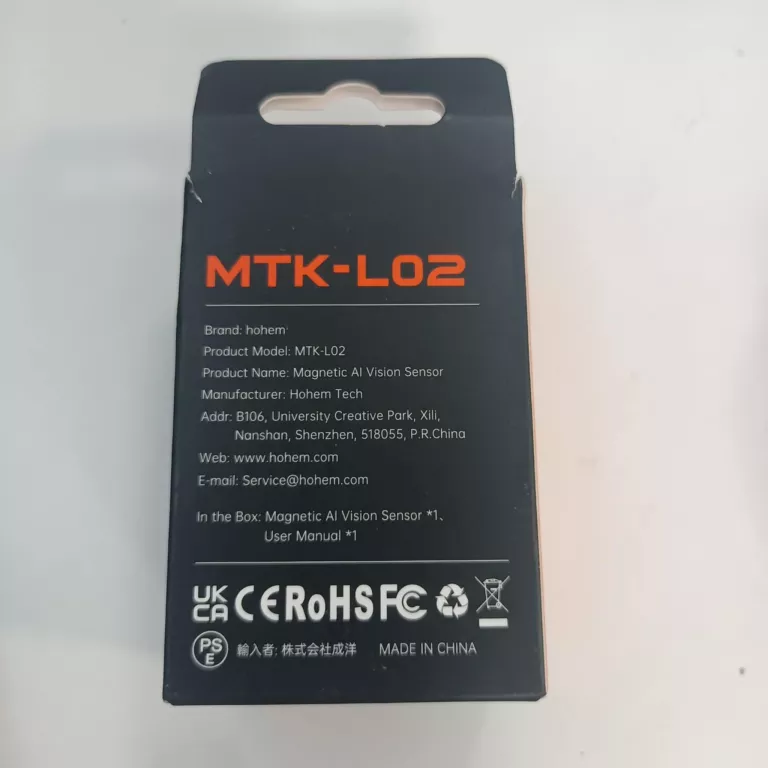 MTK-L02
Brand: hohem
Product Model: MTK-L02
Product Name: Magnetic AI Vision Sensor
Manufacturer: Hohem Tech
Addr: B106, University Creative Park, Xili,
Nanshan, Shenzhen, 518055, P.R.China
Web: www.hohem.com
E-mail: Service@hohem.com
In the Box: Magnetic AI Vision Sensor *1、
User Manual *1
UK CA CE RoHS FC
PS E 輸入者: 株式会社成洋 MADE IN CHINA